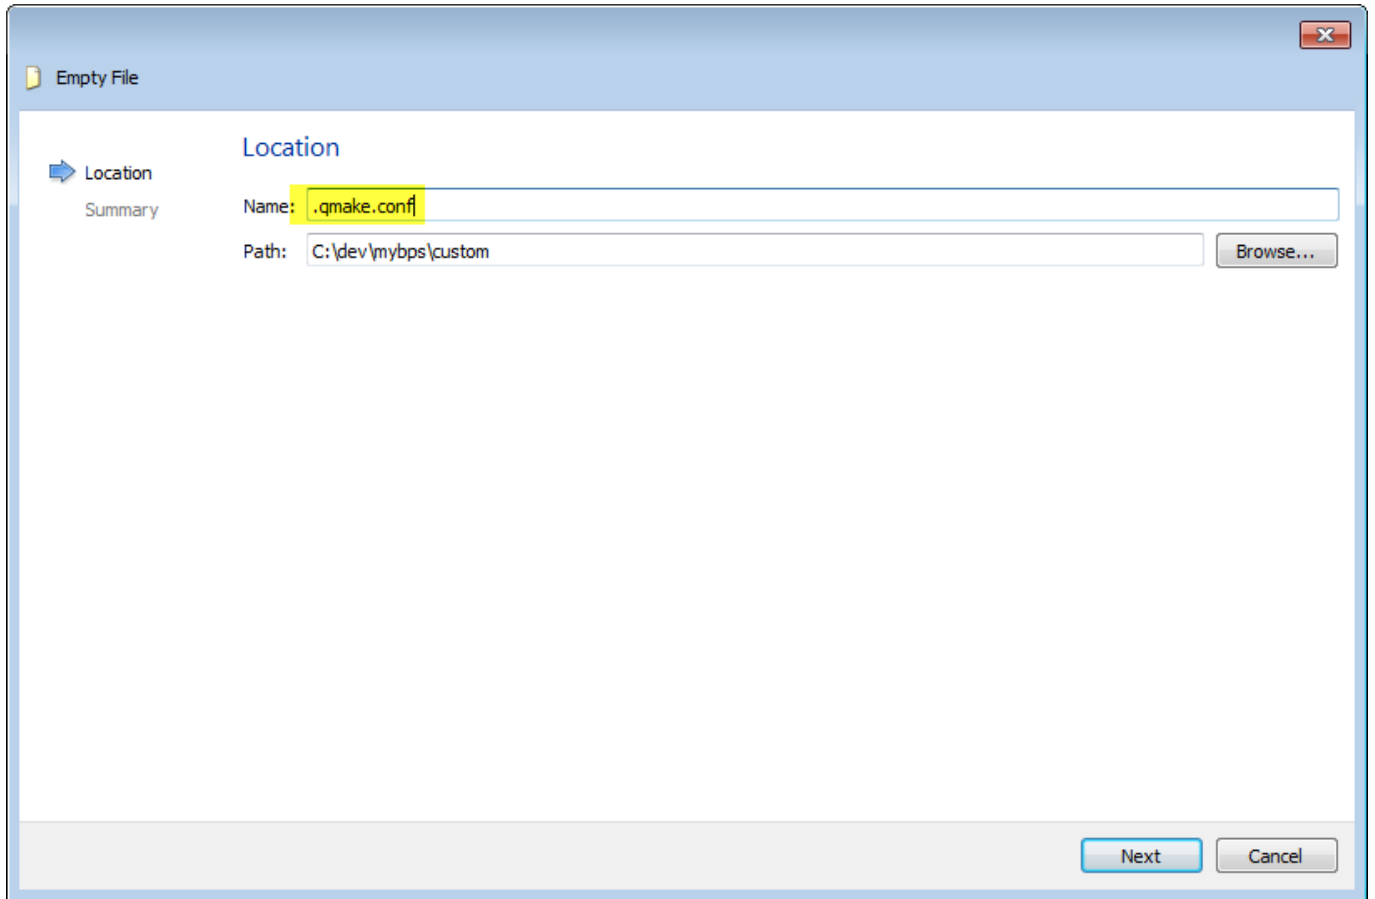 Empty File
Location
Location
Summary
Name: .qmake.conf
Path: C:\dev\mybps\custom Browse...
Next Cancel